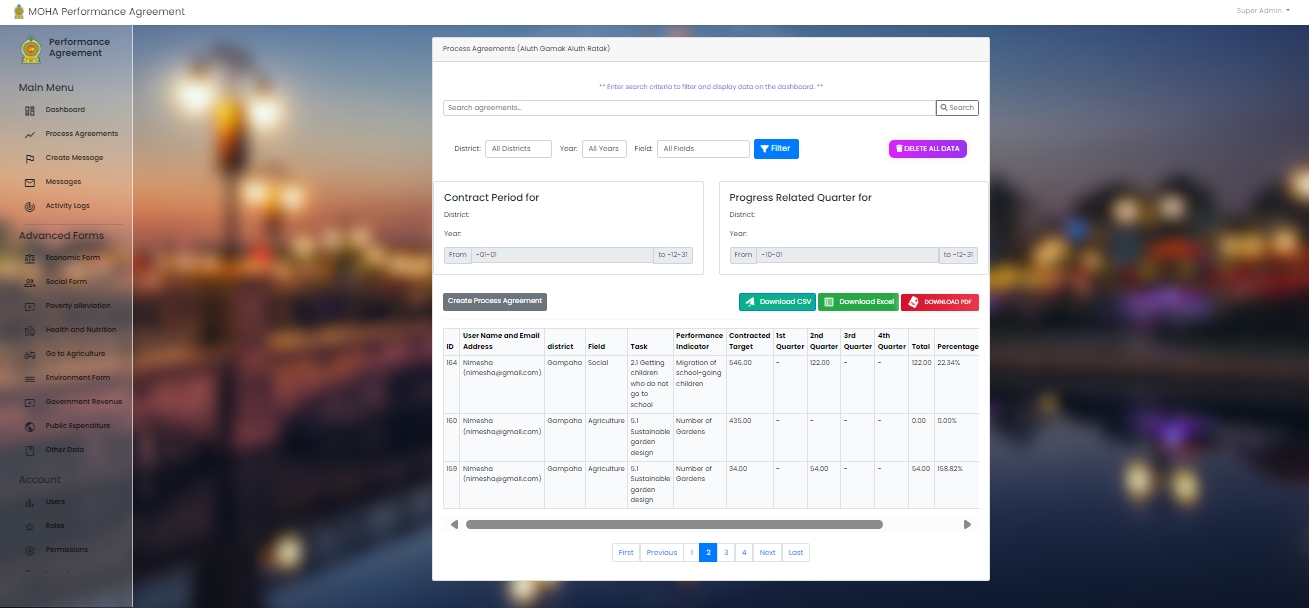 MOHA Performance Agreement
Super Admin
Performance
Agreement
Main Menu
Dashboard
Process Agreements
Create Message
Messages
Activity Logs
Advanced Forms
Economic Form
Social Form
Poverty alleviation
Health and Nutrition
Go to Agriculture
Environment Form
Government Revenue
Public Expenditure
Other Data
Account
Users
Roles
Permissions
Process Agreements (Aluth Gamak Aluth Ratak)
** Enter search criteria to filter and display data on the dashboard. **
Search agreements... Search
District: All Districts Year: All Years Field: All Fields Filter DELETE ALL DATA
Contract Period for
District:
Year:
From -01-01 to -12-31
Progress Related Quarter for
District:
Year:
From -10-01 to -12-31
Create Process Agreement Download CSV Download Excel DOWNLOAD PDF
User Name and Email Performance Contracted 1st 2nd 3rd 4th
ID Address district Field Task Indicator Target Quarter Quarter Quarter Quarter Total Percentage
164 Nimesha Gampaha Social 2.1 Getting Migration of 546.00 - 122.00 - - 122.00 22.34%
(nimesha@gmail.com) children school-going
who do not children
go to
school
160 Nimesha Gampaha Agriculture 5.1 Number of 435.00 - - - - 0.00 0.00%
(nimesha@gmail.com) Sustainable Gardens
garden
design
159 Nimesha Gampaha Agriculture 5.1 Number of 34.00 - 54.00 - - 54.00 158.82%
(nimesha@gmail.com) Sustainable Gardens
garden
design
First Previous 1 2 3 4 Next Last